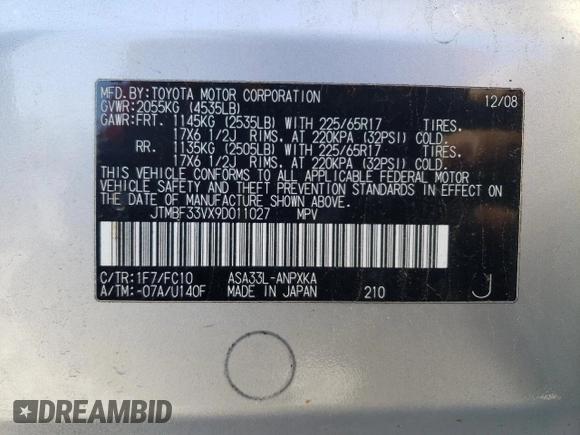 MFD. BY: TOYOTA MOTOR CORPORATION 12/08
GVWR: 2055KG (4535LB)
GAWR: FRT. 1145KG (2535LB) WITH 225/65R17 TIRES.
17X6 1/2J RIMS. AT 220KPA (32PSI) COLD.
RR. 1135KG (2505LB) WITH 225/65R17 TIRES.
17X6 1/2J RIMS. AT 220KPA (32PSI) COLD.
THIS VEHICLE CONFORMS TO ALL APPLICABLE FEDERAL MOTOR
VEHICLE SAFETY AND THEFT PREVENTION STANDARDS IN EFFECT ON
THE DATE OF MANUFACTURE SHOWN ABOVE.
JTMBF33VX9D011027 MPV
C/TR: 1F7/FC10 ASA33L-ANPXKA
A/TM: -07A/U140F MADE IN JAPAN 210 J
DREAMBID